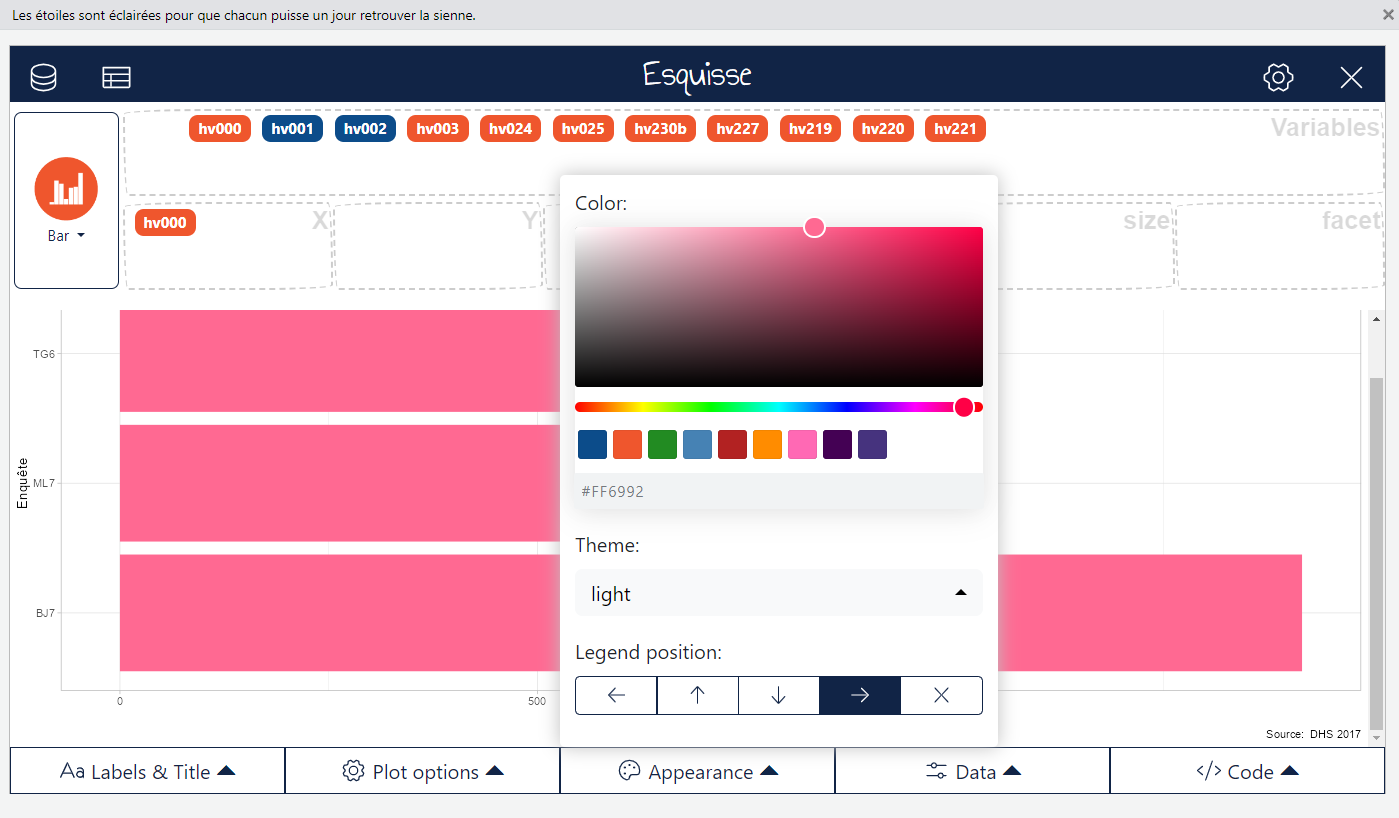 Les étoiles sont éclairées pour que chacun puisse un jour retrouver la sienne.
Esquisse
hv000 hv001 hv002 hv003 hv024 hv025 hv230b hv227 hv219 hv220 hv221
Variables
Bar
hv000
X
Y
size
facet
Color:
#FF6992
Theme:
light
Legend position:
Enquête
TG6
ML7
BJ7
0
500
Source: DHS 2017
Aa Labels & Title
Plot options
Appearance
Data
</> Code